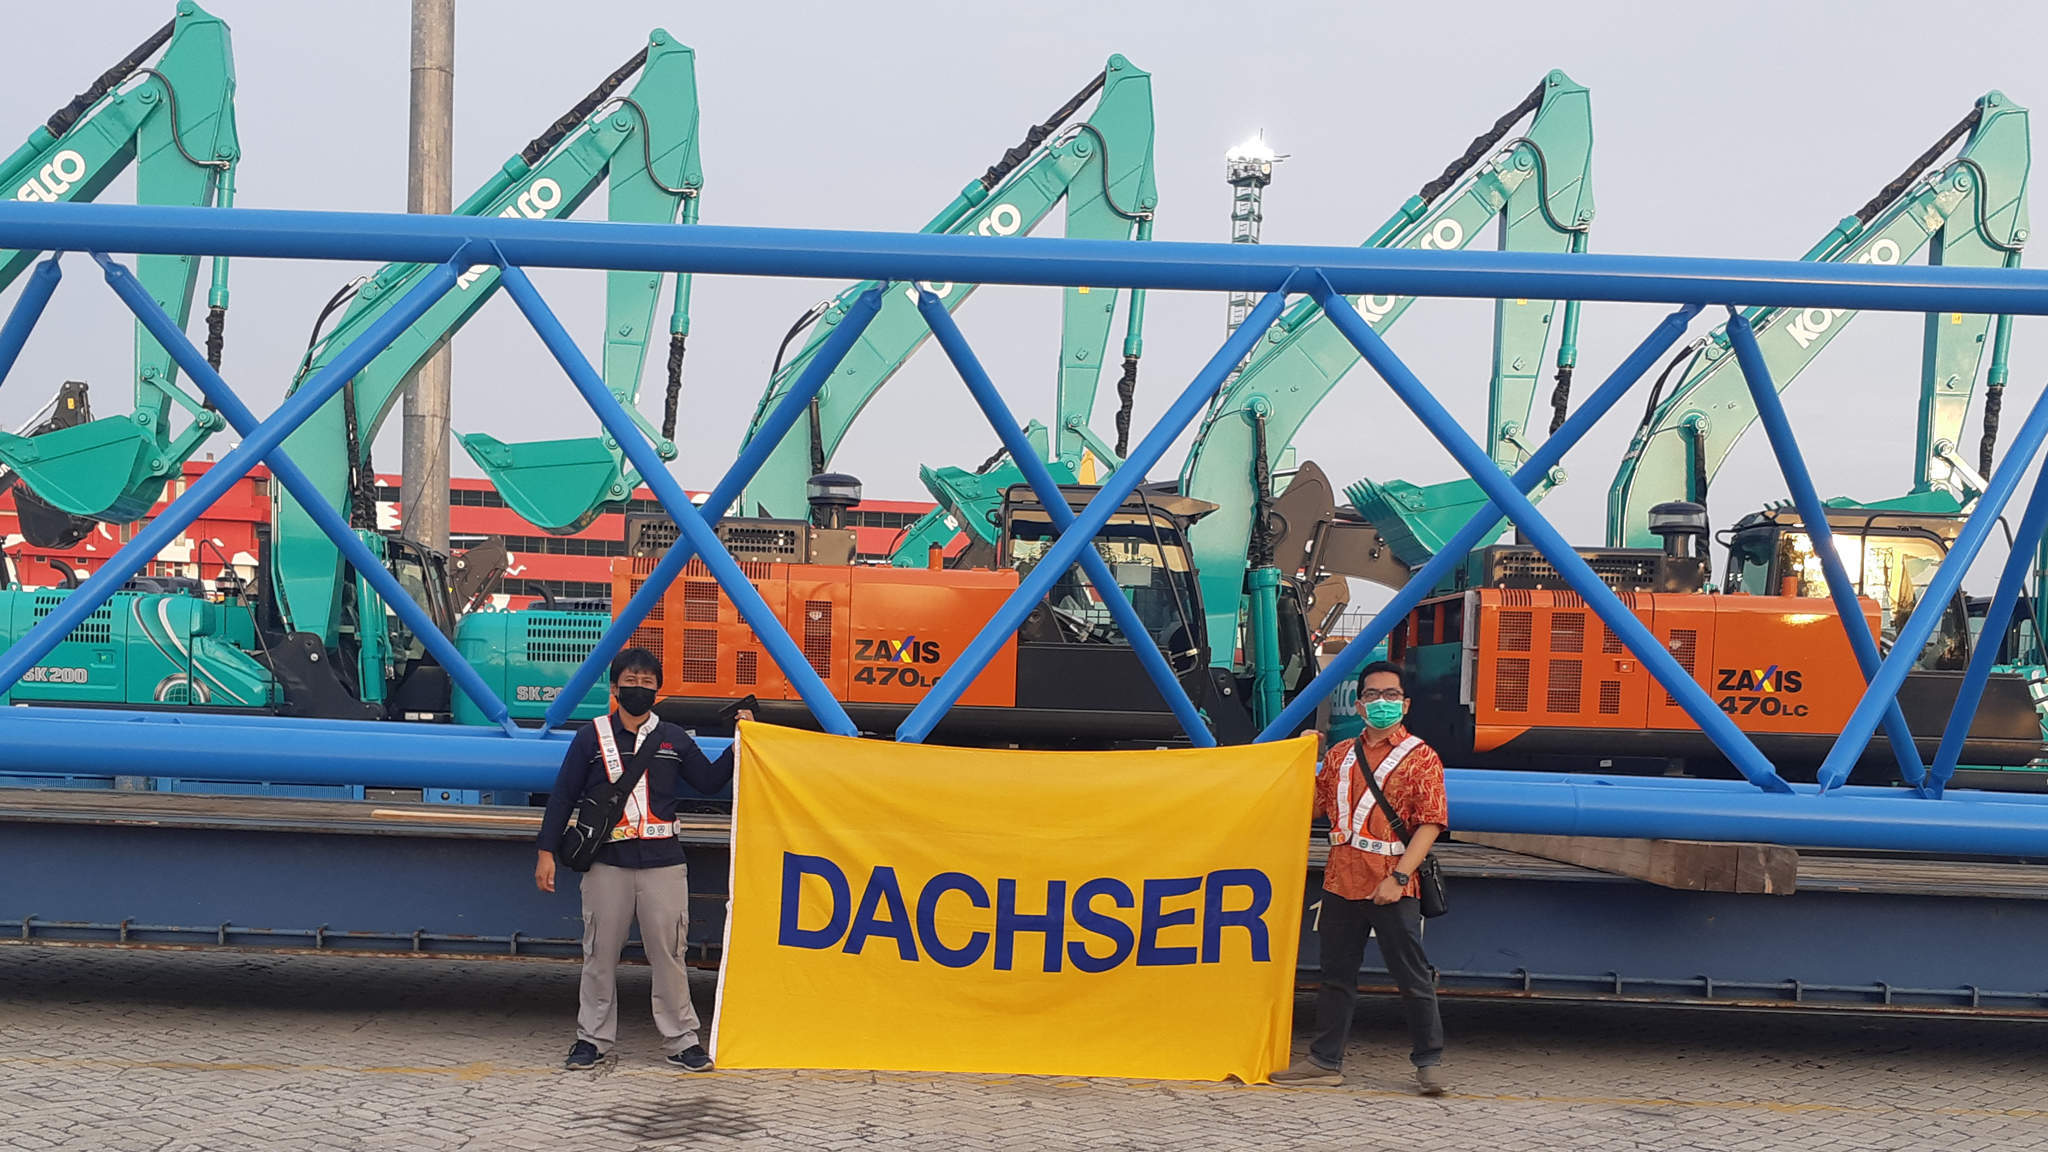 KOBELCO
SK200
ZAXIS
470LC
ZAXIS
470LC
DACHSER